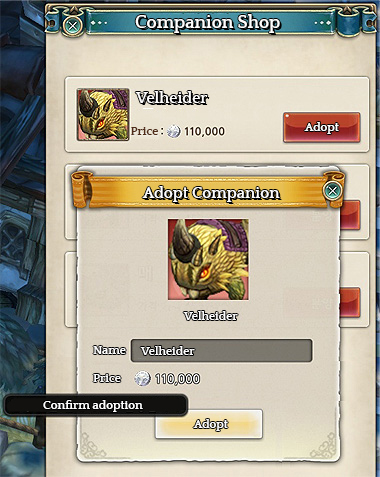 Companion Shop
Velheider
Price : 110,000
Adopt
Adopt Companion
Velheider
Name Velheider
Price 110,000
Confirm adoption
Adopt